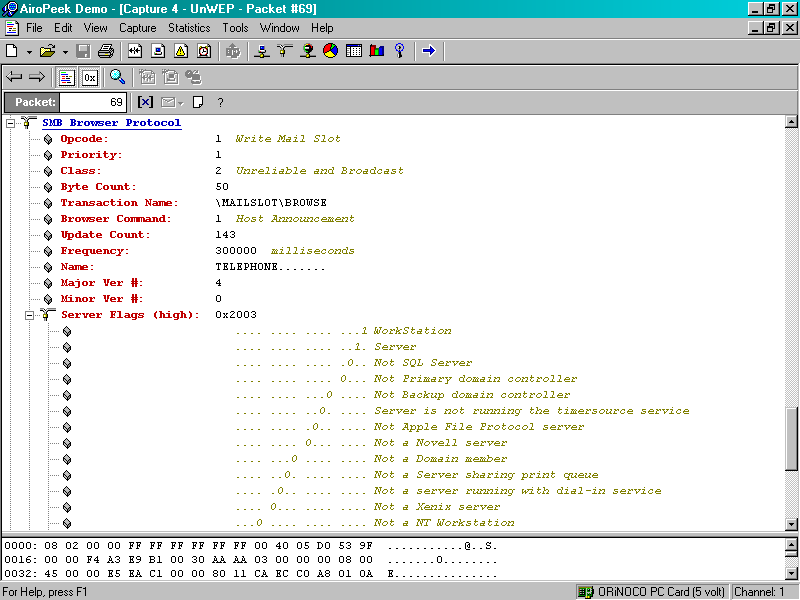 AiroPeek Demo - [Capture 4 - UnWEP - Packet #69]
File Edit View Capture Statistics Tools Window Help
0x
Packet: 69 [x] ?
SMB Browser Protocol
Opcode: 1 Write Mail Slot
Priority: 1
Class: 2 Unreliable and Broadcast
Byte Count: 50
Transaction Name: \MAILSLOT\BROWSE
Browser Command: 1 Host Announcement
Update Count: 143
Frequency: 300000 milliseconds
Name: TELEPHONE.......
Major Ver #: 4
Minor Ver #: 0
Server Flags (high): 0x2003
.... .... .... ...1 WorkStation
.... .... .... ..1. Server
.... .... .... .0.. Not SQL Server
.... .... .... 0... Not Primary domain controller
.... .... ...0 .... Not Backup domain controller
.... .... ..0. .... Server is not running the timersource service
.... .... .0.. .... Not Apple File Protocol server
.... .... 0... .... Not a Novell server
.... ...0 .... .... Not a Domain member
.... ..0. .... .... Not a Server sharing print queue
.... .0.. .... .... Not a server running with dial-in service
.... 0... .... .... Not a Xenix server
...0 .... .... .... Not a NT Workstation
0000: 08 02 00 00 FF FF FF FF FF FF 00 40 05 D0 53 9F ...........@..S.
0016: 00 00 F4 A3 E9 B1 00 30 AA AA 03 00 00 00 08 00 .......0........
0032: 45 00 00 E5 EA C1 00 00 80 11 CA EC C0 A8 01 0A E...............
For Help, press F1 ORiNOCO PC Card (5 volt) Channel: 1